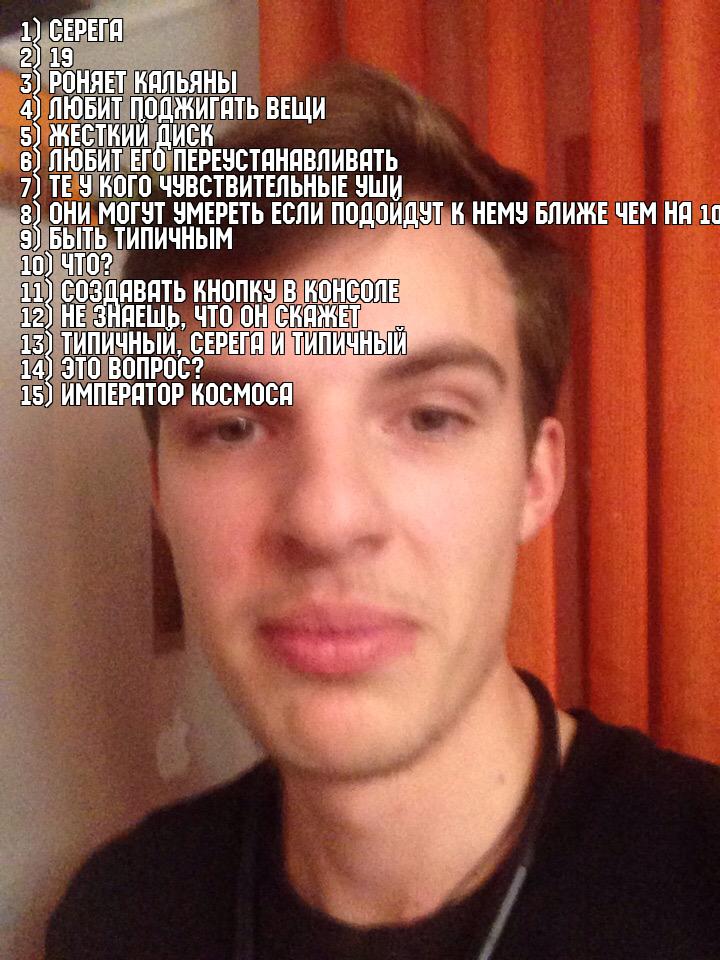 1) СЕРЕГА
2) 19
3) РОНЯЕТ КАЛЬЯНЫ
4) ЛЮБИТ ПОДЖИГАТЬ ВЕЩИ
5) ЖЕСТКИЙ ДИСК
6) ЛЮБИТ ЕГО ПЕРЕУСТАНАВЛИВАТЬ
7) ТЕ У КОГО ЧУВСТВИТЕЛЬНЫЕ УШИ
8) ОНИ МОГУТ УМЕРЕТЬ ЕСЛИ ПОДОЙДУТ К НЕМУ БЛИЖЕ ЧЕМ НА
9) БЫТЬ ТИПИЧНЫМ
10) ЧТО?
11) СОЗДАВАТЬ КНОПКУ В КОНСОЛЕ
12) НЕ ЗНАЕШЬ, ЧТО ОН СКАЖЕТ
13) ТИПИЧНЫЙ, СЕРЕГА И ТИПИЧНЫЙ
14) ЭТО ВОПРОС?
15) ИМПЕРАТОР КОСМОСА